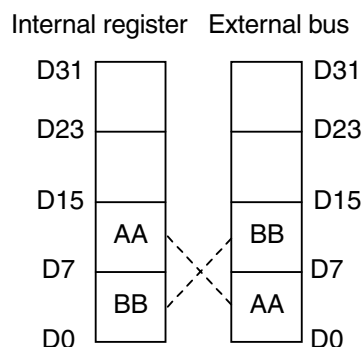 Internal register External bus
D31 D31
D23 D23
D15 D15
AA BB
D7 D7
BB AA
D0 D0